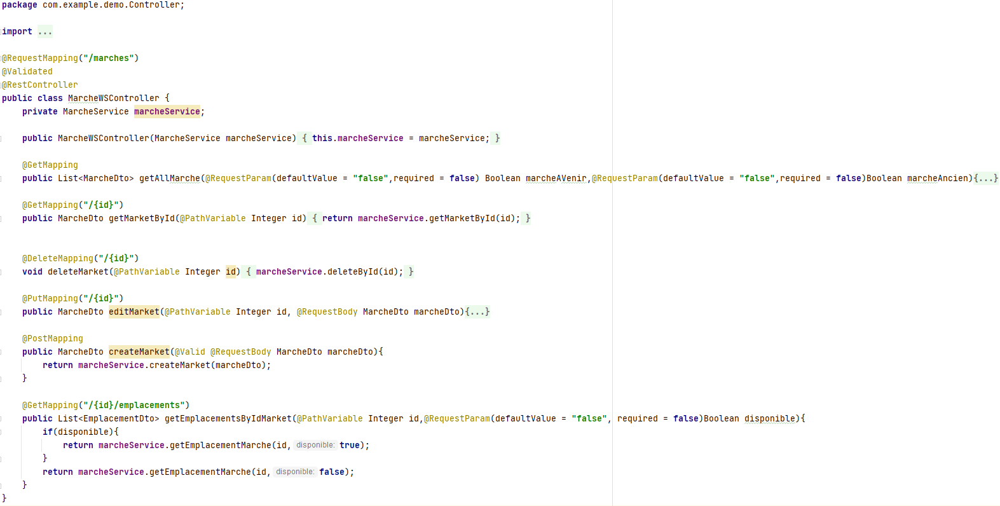 package com.example.demo.Controller;
import ...
@RequestMapping("/marches")
@Validated
@RestController
public class MarcheWSController {
    private MarcheService marcheService;
    public MarcheWSController(MarcheService marcheService) { this.marcheService = marcheService; }
    @GetMapping
    public List<MarcheDto> getAllMarche(@RequestParam(defaultValue = "false",required = false) Boolean marcheAVenir,@RequestParam(defaultValue = "false",required = false)Boolean marcheAncien){...}
    @GetMapping("/{id}")
    public MarcheDto getMarketById(@PathVariable Integer id) { return marcheService.getMarketById(id); }
    @DeleteMapping("/{id}")
    void deleteMarket(@PathVariable Integer id) { marcheService.deleteById(id); }
    @PutMapping("/{id}")
    public MarcheDto editMarket(@PathVariable Integer id, @RequestBody MarcheDto marcheDto){...}
    @PostMapping
    public MarcheDto createMarket(@Valid @RequestBody MarcheDto marcheDto){
        return marcheService.createMarket(marcheDto);
    }
    @GetMapping("/{id}/emplacements")
    public List<EmplacementDto> getEmplacementsByIdMarket(@PathVariable Integer id,@RequestParam(defaultValue = "false", required = false)Boolean disponible){
        if(disponible){
            return marcheService.getEmplacementMarche(id, disponible: true);
        }
        return marcheService.getEmplacementMarche(id, disponible: false);
    }
}